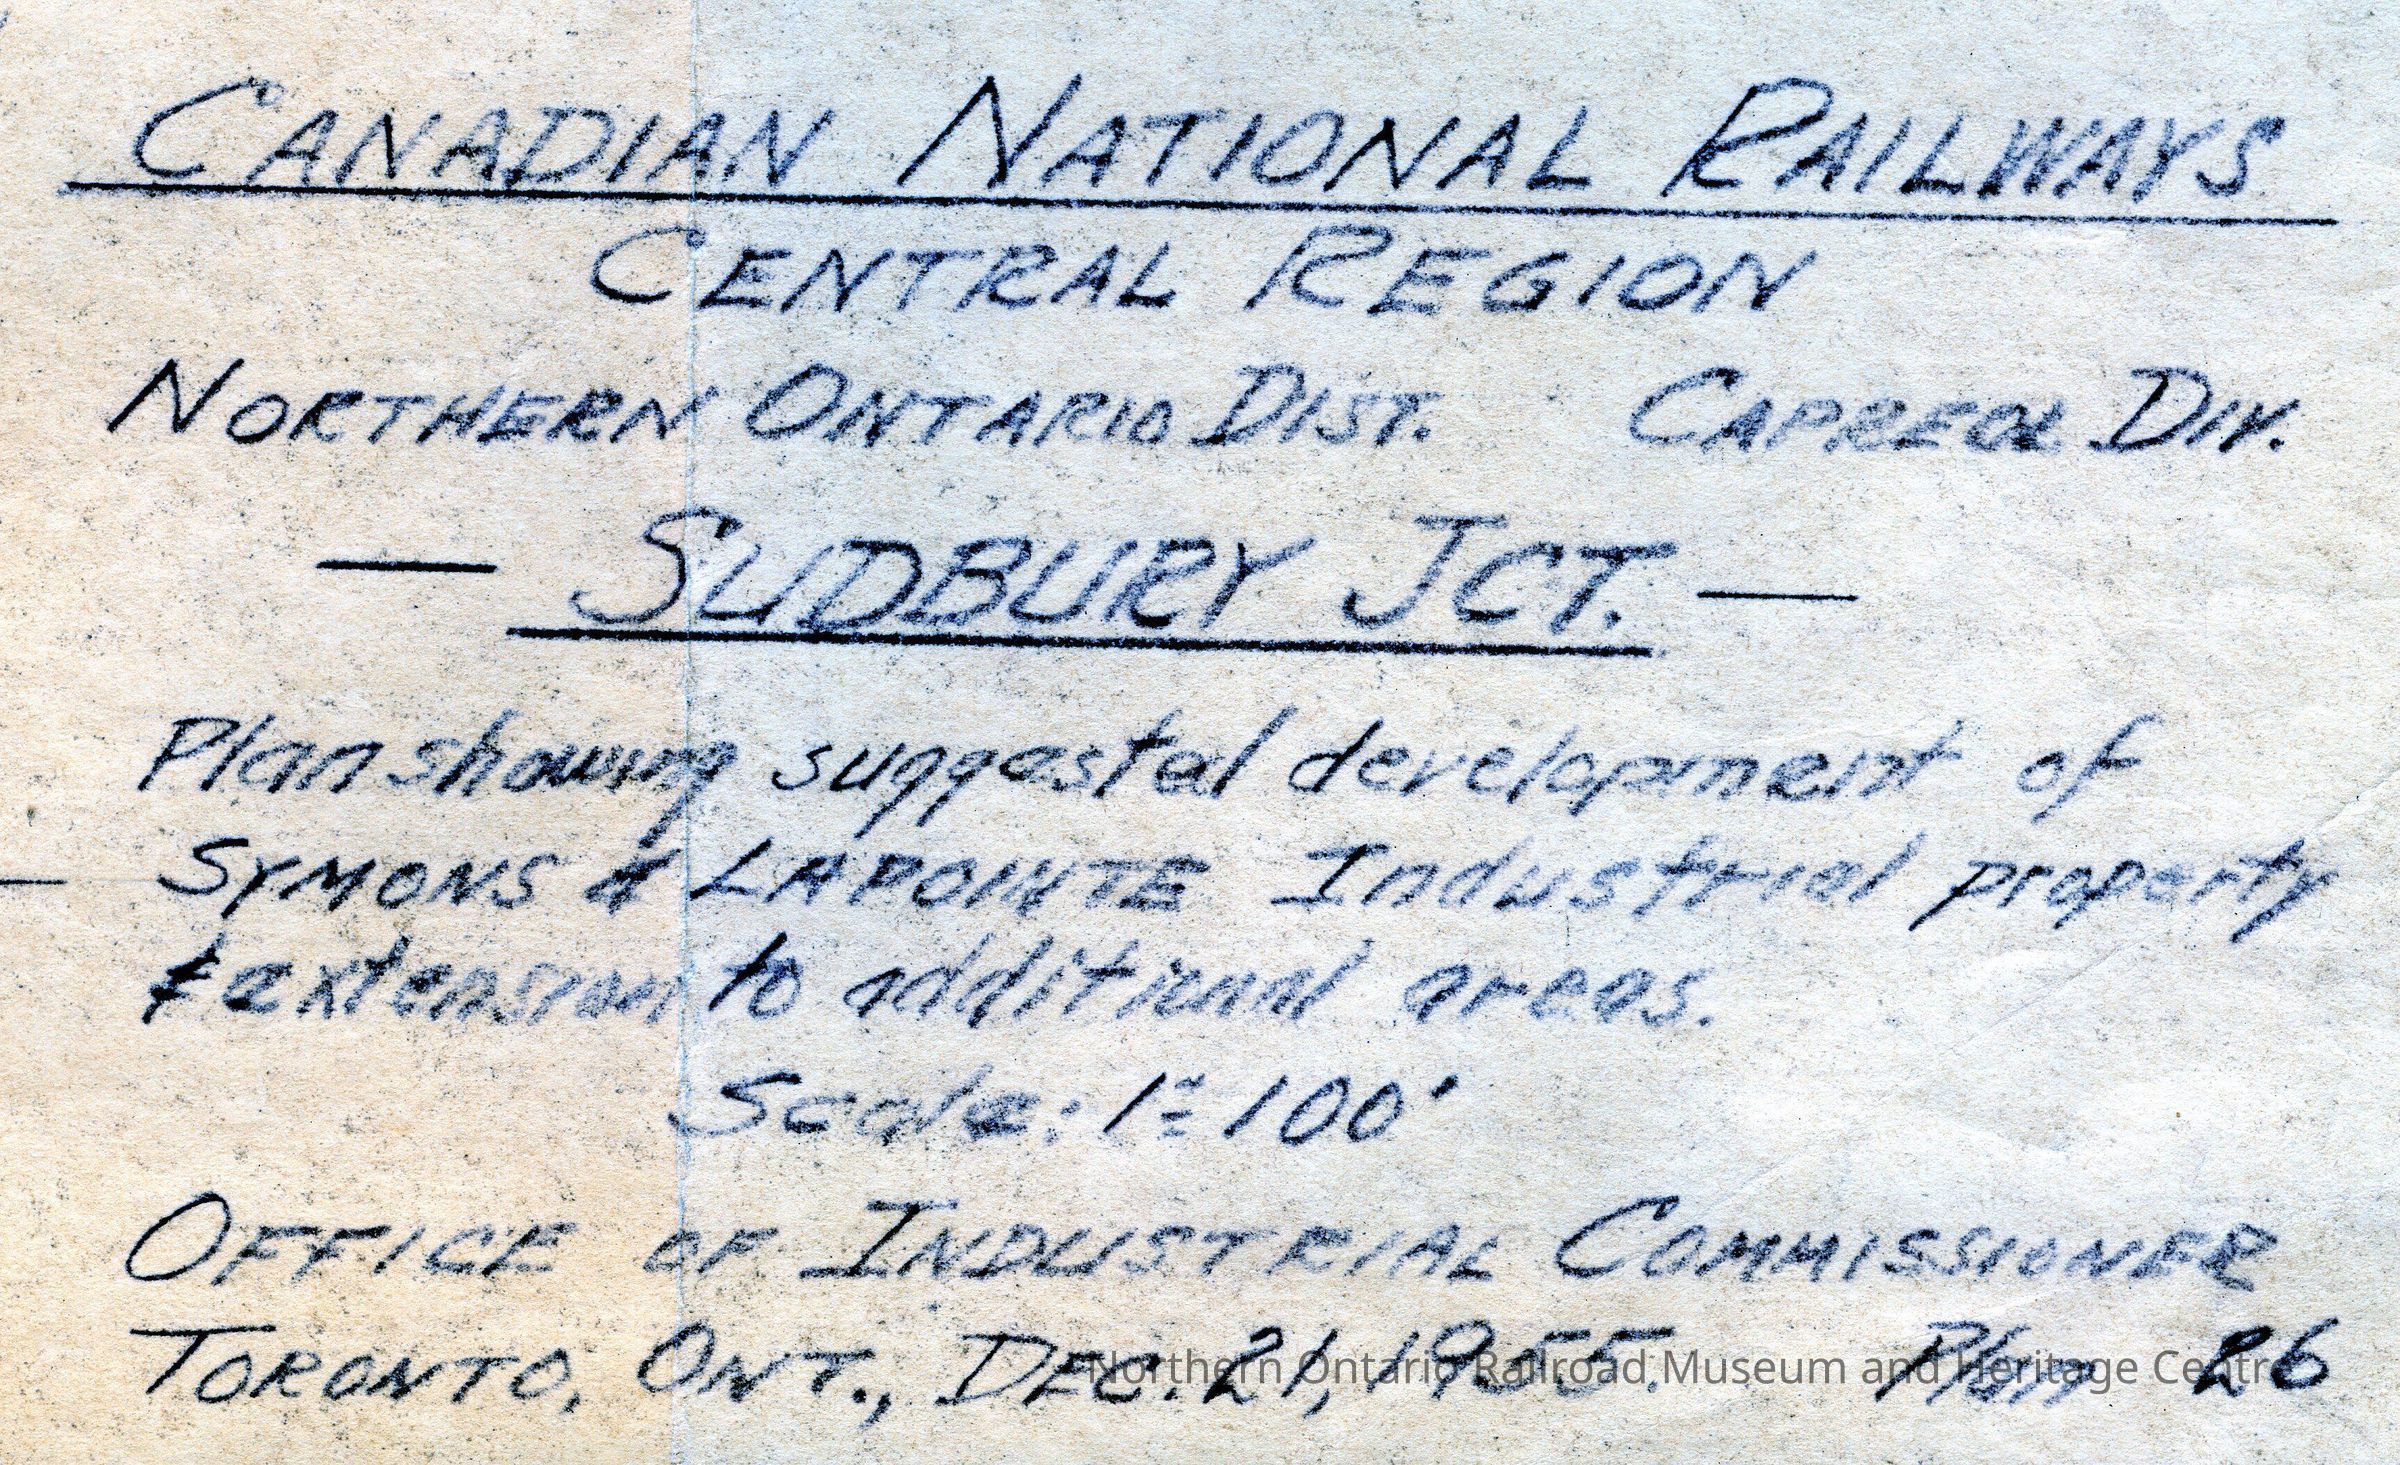 CANADIAN NATIONAL RAILWAYS
CENTRAL REGION
NORTHERN ONTARIO DIST. CAPREOL DIV.
— SUDBURY JCT. —
Plan showing suggested development of
SYMONS & LAPOINTE Industrial property
& extension to additional areas.
Scale: 1"= 100'
OFFICE OF INDUSTRIAL COMMISSIONER
TORONTO, ONT., DEC. 21, 1955. Plan 26
Northern Ontario Railroad Museum and Heritage Centre